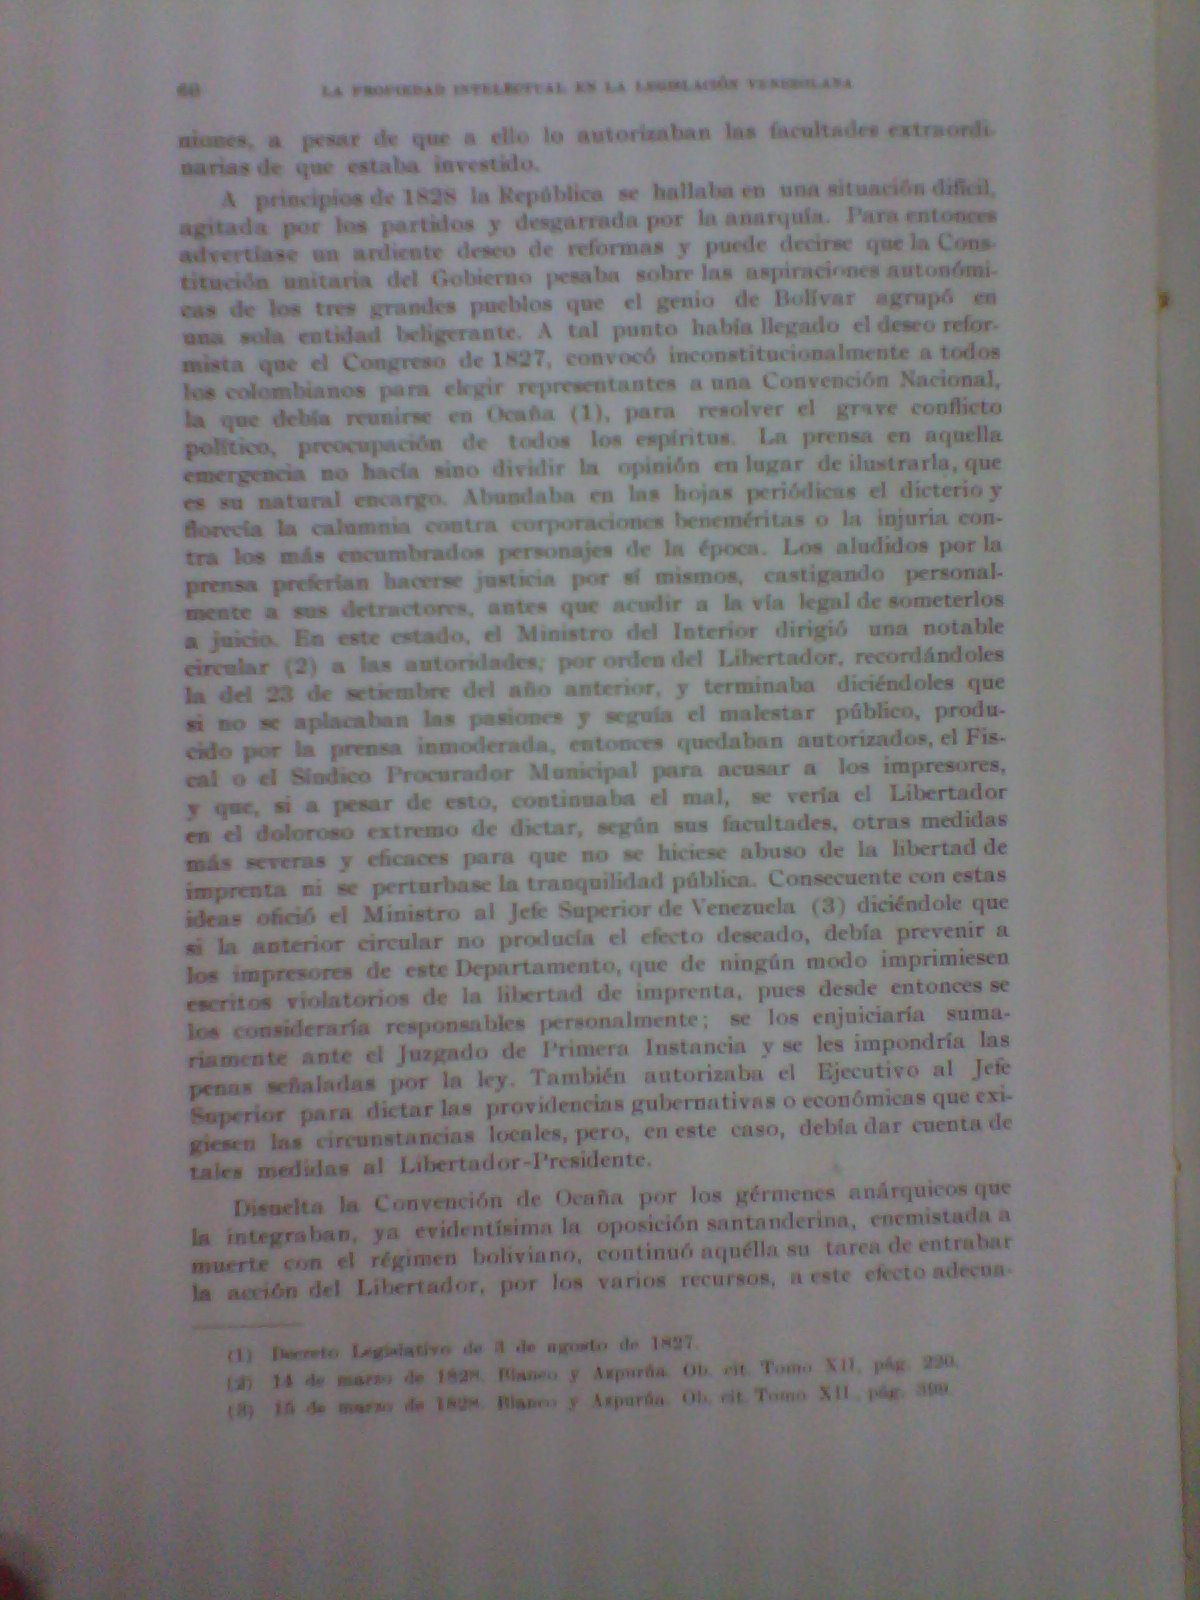 60 LA PROPIEDAD INTELECTUAL EN LA LEGISLACIÓN VENEZOLANA
niones, a pesar de que a ello lo autorizaban las facultades extraordi-
narias de que estaba investido.
A principios de 1828 la República se hallaba en una situación difícil,
agitada por los partidos y desgarrada por la anarquía. Para entonces
advertíase un ardiente deseo de reformas y puede decirse que la Cons-
titución unitaria del Gobierno pesaba sobre las aspiraciones autonómi-
cas de los tres grandes pueblos que el genio de Bolívar agrupó en
una sola entidad beligerante. A tal punto había llegado el deseo refor-
mista que el Congreso de 1827, convocó inconstitucionalmente a todos
los colombianos para elegir representantes a una Convención Nacional,
la que debía reunirse en Ocaña (1), para resolver el grave conflicto
político, preocupación de todos los espíritus. La prensa en aquella
emergencia no hacía sino dividir la opinión en lugar de ilustrarla, que
es su natural encargo. Abundaba en las hojas periódicas el dicterio y
florecía la calumnia contra corporaciones beneméritas o la injuria con-
tra los más encumbrados personajes de la época. Los aludidos por la
prensa preferían hacerse justicia por sí mismos, castigando personal-
mente a sus detractores, antes que acudir a la vía legal de someterlos
a juicio. En este estado, el Ministro del Interior dirigió una notable
circular (2) a las autoridades, por orden del Libertador, recordándoles
la del 23 de setiembre del año anterior, y terminaba diciéndoles que
si no se aplacaban las pasiones y seguía el malestar público, produ-
cido por la prensa inmoderada, entonces quedaban autorizados, el Fis-
cal o el Síndico Procurador Municipal para acusar a los impresores,
y que, si a pesar de esto, continuaba el mal, se vería el Libertador
en el doloroso extremo de dictar, según sus facultades, otras medidas
más severas y eficaces para que no se hiciese abuso de la libertad de
imprenta ni se perturbase la tranquilidad pública. Consecuente con estas
ideas ofició el Ministro al Jefe Superior de Venezuela (3) diciéndole que
si la anterior circular no producía el efecto deseado, debía prevenir a
los impresores de este Departamento, que de ningún modo imprimiesen
escritos violatorios de la libertad de imprenta, pues desde entonces se
los consideraría responsables personalmente; se los enjuiciaría suma-
riamente ante el Juzgado de Primera Instancia y se les impondría las
penas señaladas por la ley. También autorizaba el Ejecutivo al Jefe
Superior para dictar las providencias gubernativas o económicas que exi-
giesen las circunstancias locales, pero, en este caso, debía dar cuenta de
tales medidas al Libertador-Presidente.
Disuelta la Convención de Ocaña por los gérmenes anárquicos que
la integraban, ya evidentísima la oposición santanderina, enemistada a
muerte con el régimen boliviano, continuó aquélla su tarea de entrabar
la acción del Libertador, por los varios recursos, a este efecto adecua-
(1) Decreto Legislativo de 3 de agosto de 1827.
(2) 14 de marzo de 1828. Blanco y Azpurúa. Ob. cit. Tomo XII, pág. 220.
(3) 15 de marzo de 1828. Blanco y Azpurúa. Ob. cit. Tomo XII., pág.